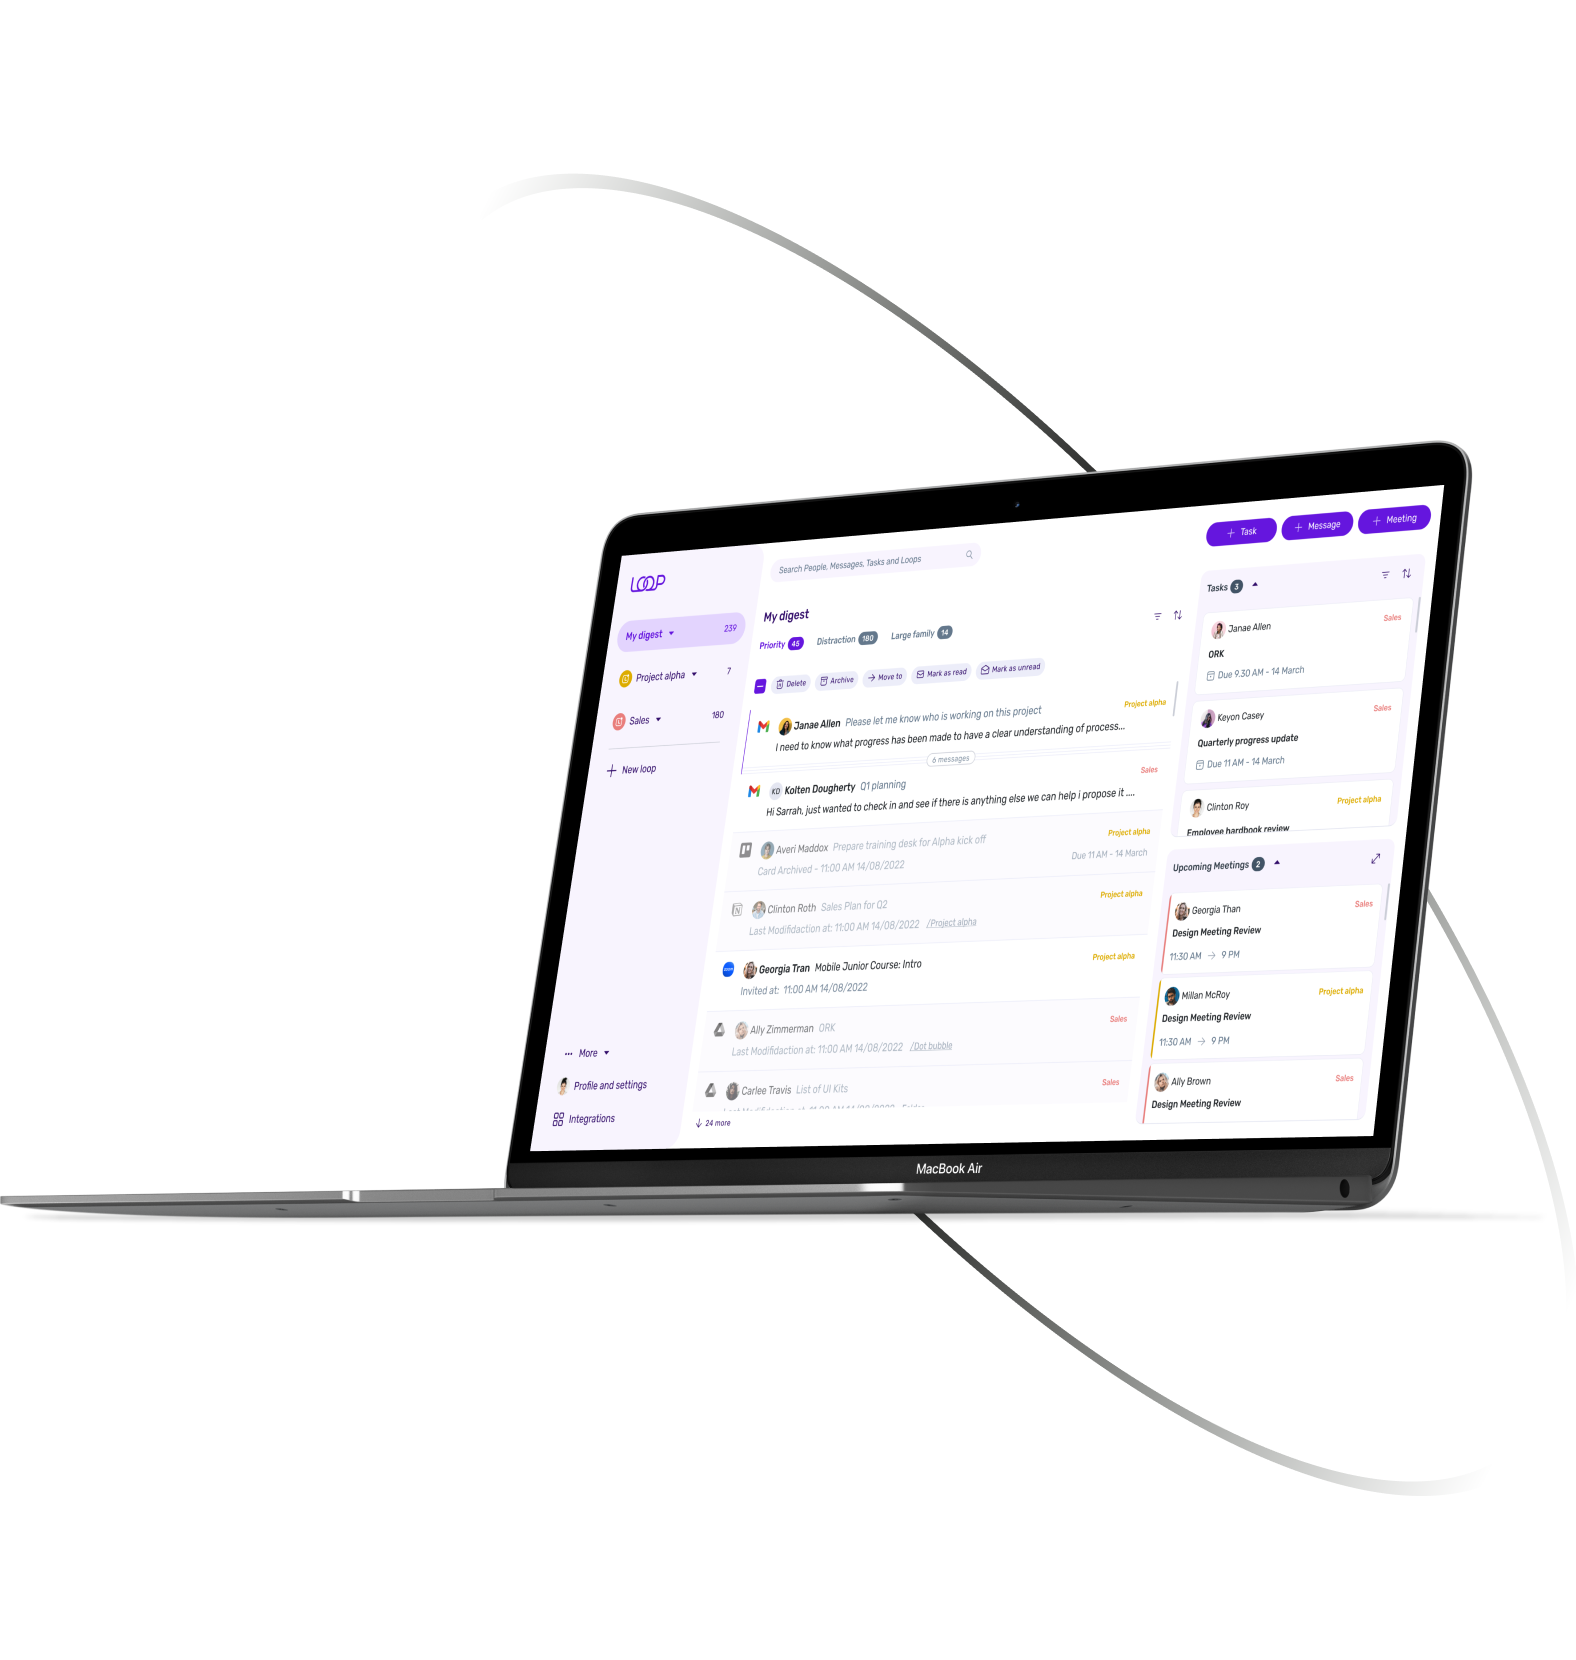 LOOP
My digest 239
Project alpha 7
Sales 180
New loop
More
Profile and settings
Integrations
Search People, Messages, Tasks and Loops
My digest
Priority 45 Distraction 180 Large family 14
Delete Archive Move to Mark as read Mark as unread
Janae Allen Please let me know who is working on this project Project alpha
I need to know what progress has been made to have a clear understanding of process...
6 messages
KD Kolten Dougherty Q1 planning Sales
Hi Sarrah, just wanted to check in and see if there is anything else we can help i propose it ....
Averi Maddox Prepare training desk for Alpha kick off Project alpha
Card Archived - 11:00 AM 14/08/2022 Due 11 AM - 14 March
Clinton Roth Sales Plan for Q2 Project alpha
Last Modifidaction at: 11:00 AM 14/08/2022 /Project alpha
Georgia Tran Mobile Junior Course: Intro Project alpha
Invited at: 11:00 AM 14/08/2022
Ally Zimmerman ORK Sales
Last Modifidaction at: 11:00 AM 14/08/2022 /Dot bubble
Carlee Travis List of UI Kits Sales
24 more
+ Task + Message + Meeting
Tasks 3
Janae Allen Sales
ORK
Due 9.30 AM - 14 March
Keyon Casey Sales
Quarterly progress update
Due 11 AM - 14 March
Clinton Roy Project alpha
Employee hardbook review
Upcoming Meetings 2
Georgia Than Sales
Design Meeting Review
11:30 AM → 9 PM
Millan McRoy Project alpha
Design Meeting Review
11:30 AM → 9 PM
Ally Brown Sales
Design Meeting Review
MacBook Air